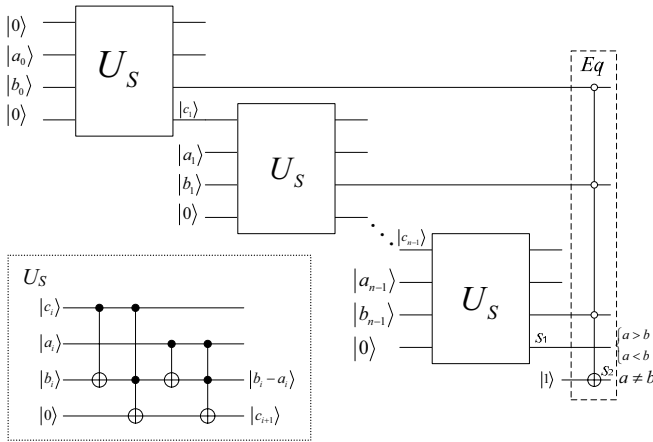 |0⟩
|a₀⟩
|b₀⟩
|0⟩
U_S
|c₁⟩
|a₁⟩
|b₁⟩
|0⟩
U_S
|c_{n-1}⟩
|a_{n-1}⟩
|b_{n-1}⟩
|0⟩
U_S
Eq
S₁
a > b
a < b
|1⟩
S₂
a ≠ b
U_S
|c_i⟩
|a_i⟩
|b_i⟩
|b_i − a_i⟩
|0⟩
|c_{i+1}⟩